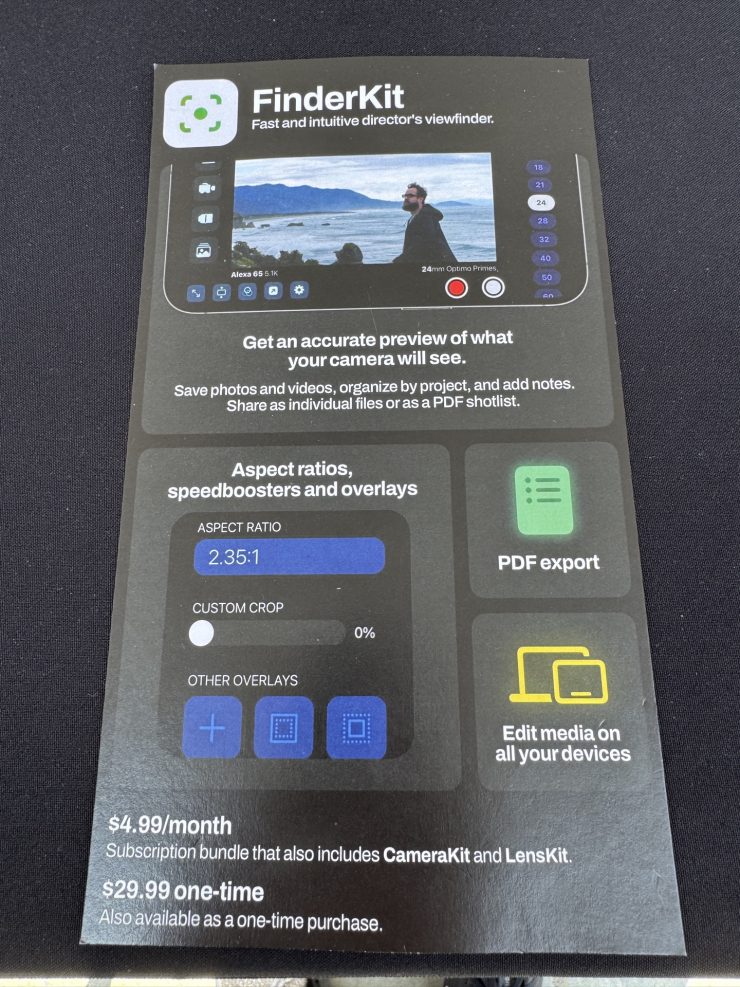 FinderKit
Fast and intuitive director's viewfinder.
18
21
24
28
32
40
50
60
Alexa 65 5.1K
24mm Optimo Primes,
Get an accurate preview of what
your camera will see.
Save photos and videos, organize by project, and add notes.
Share as individual files or as a PDF shotlist.
Aspect ratios,
speedboosters and overlays
ASPECT RATIO
2.35:1
CUSTOM CROP
0%
OTHER OVERLAYS
PDF export
Edit media on
all your devices
$4.99/month
Subscription bundle that also includes CameraKit and LensKit.
$29.99 one-time
Also available as a one-time purchase.